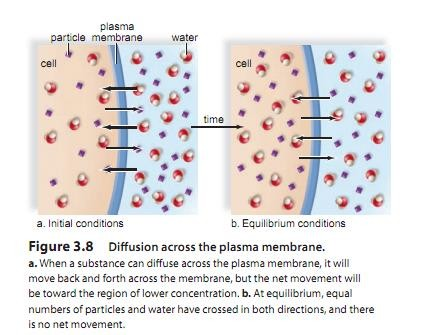 plasma
particle membrane water
cell
cell
time
a. Initial conditions
b. Equilibrium conditions
Figure 3.8 Diffusion across the plasma membrane.
a. When a substance can diffuse across the plasma membrane, it will
move back and forth across the membrane, but the net movement will
be toward the region of lower concentration. b. At equilibrium, equal
numbers of particles and water have crossed in both directions, and there
is no net movement.